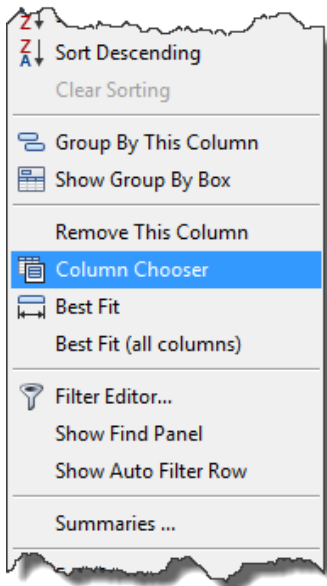 Sort Descending
Clear Sorting
Group By This Column
Show Group By Box
Remove This Column
Column Chooser
Best Fit
Best Fit (all columns)
Filter Editor...
Show Find Panel
Show Auto Filter Row
Summaries ...